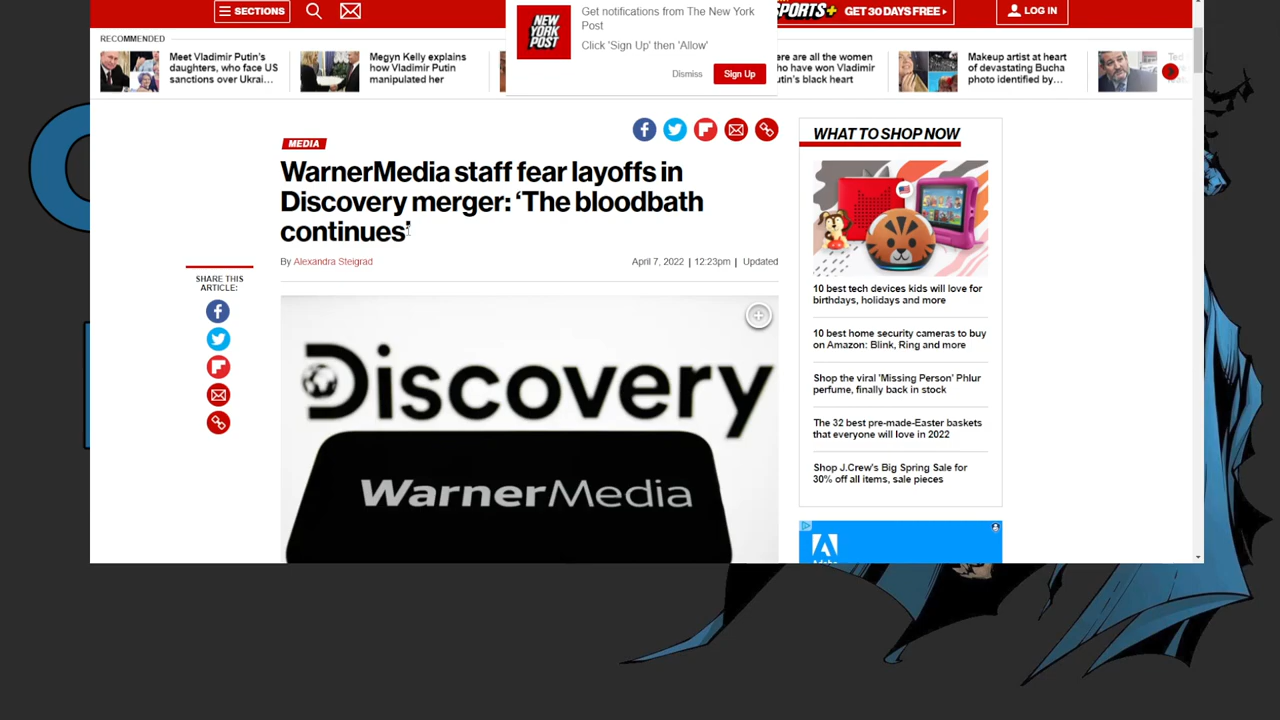 SECTIONS
SPORTS+
GET 30 DAYS FREE
LOG IN
NEW
YORK
POST
Get notifications from The New York
Post
Click 'Sign Up' then 'Allow'
Dismiss
Sign Up
RECOMMENDED
Meet Vladimir Putin's
daughters, who face US
sanctions over Ukrai...
Megyn Kelly explains
how Vladimir Putin
manipulated her
ere are all the women
ho have won Vladimir
utin's black heart
Makeup artist at heart
of devastating Bucha
photo identified by...
MEDIA
WarnerMedia staff fear layoffs in
Discovery merger: ‘The bloodbath
continues’
By Alexandra Steigrad
April 7, 2022 | 12:23pm | Updated
SHARE THIS
ARTICLE:
Discovery
WarnerMedia
WHAT TO SHOP NOW
10 best tech devices kids will love for
birthdays, holidays and more
10 best home security cameras to buy
on Amazon: Blink, Ring and more
Shop the viral 'Missing Person' Phlur
perfume, finally back in stock
The 32 best pre-made-Easter baskets
that everyone will love in 2022
Shop J.Crew's Big Spring Sale for
30% off all items, sale pieces
Adobe